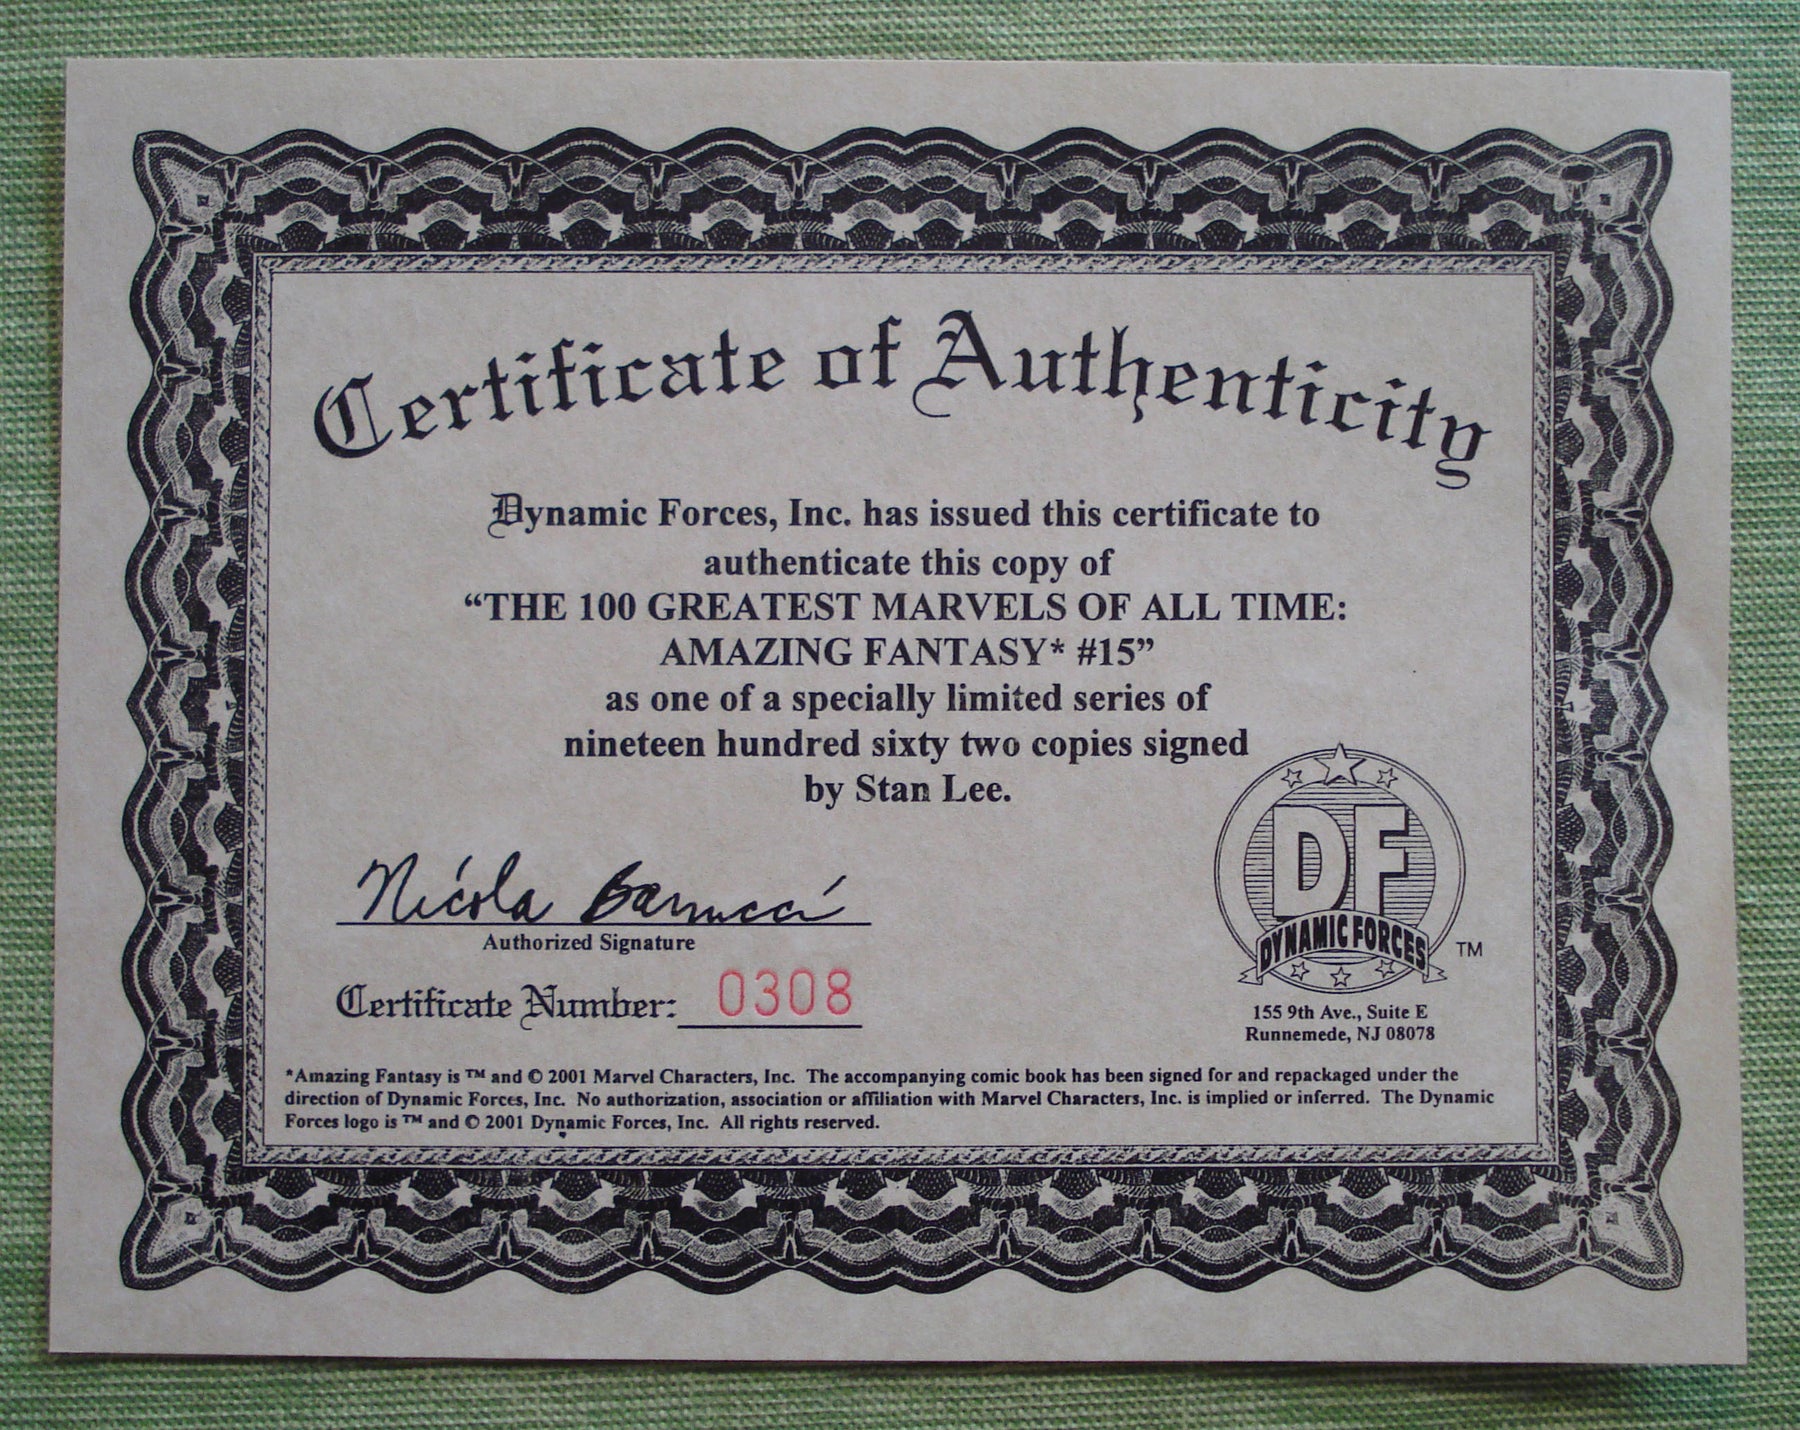 Certificate of Authenticity
Dynamic Forces, Inc. has issued this certificate to
authenticate this copy of
“THE 100 GREATEST MARVELS OF ALL TIME:
AMAZING FANTASY* #15”
as one of a specially limited series of
nineteen hundred sixty two copies signed
by Stan Lee.
Nicola Barrucci
Authorized Signature
Certificate Number: 0308
DF
DYNAMIC FORCES TM
155 9th Ave., Suite E
Runnemede, NJ 08078
*Amazing Fantasy is ™ and © 2001 Marvel Characters, Inc. The accompanying comic book has been signed for and repackaged under the
direction of Dynamic Forces, Inc. No authorization, association or affiliation with Marvel Characters, Inc. is implied or inferred. The Dynamic
Forces logo is ™ and © 2001 Dynamic Forces, Inc. All rights reserved.